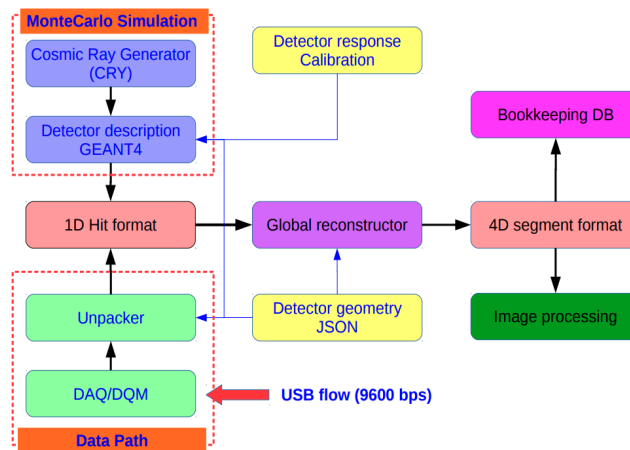 MonteCarlo Simulation
Cosmic Ray Generator
(CRY)
Detector description
GEANT4
Detector response
Calibration
Bookkeeping DB
1D Hit format
Global reconstructor
4D segment format
Unpacker
Detector geometry
JSON
Image processing
DAQ/DQM
USB flow (9600 bps)
Data Path